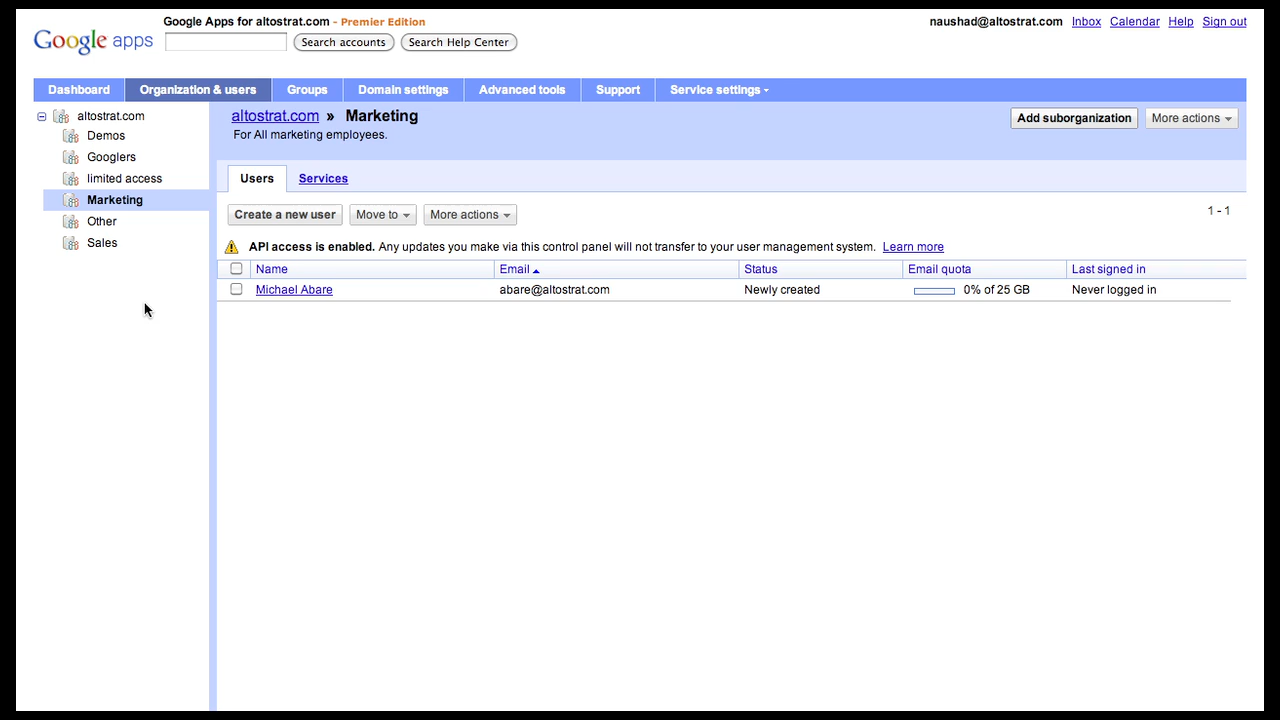 Google Apps for altostrat.com - Premier Edition
naushad@altostrat.com Inbox Calendar Help Sign out
Google apps
Search accounts Search Help Center
Dashboard Organization & users Groups Domain settings Advanced tools Support Service settings
altostrat.com
Demos
Googlers
limited access
Marketing
Other
Sales
altostrat.com » Marketing
For All marketing employees.
Add suborganization More actions
Users Services
Create a new user Move to More actions
1 - 1
API access is enabled. Any updates you make via this control panel will not transfer to your user management system. Learn more
Name Email Status Email quota Last signed in
Michael Abare abare@altostrat.com Newly created 0% of 25 GB Never logged in